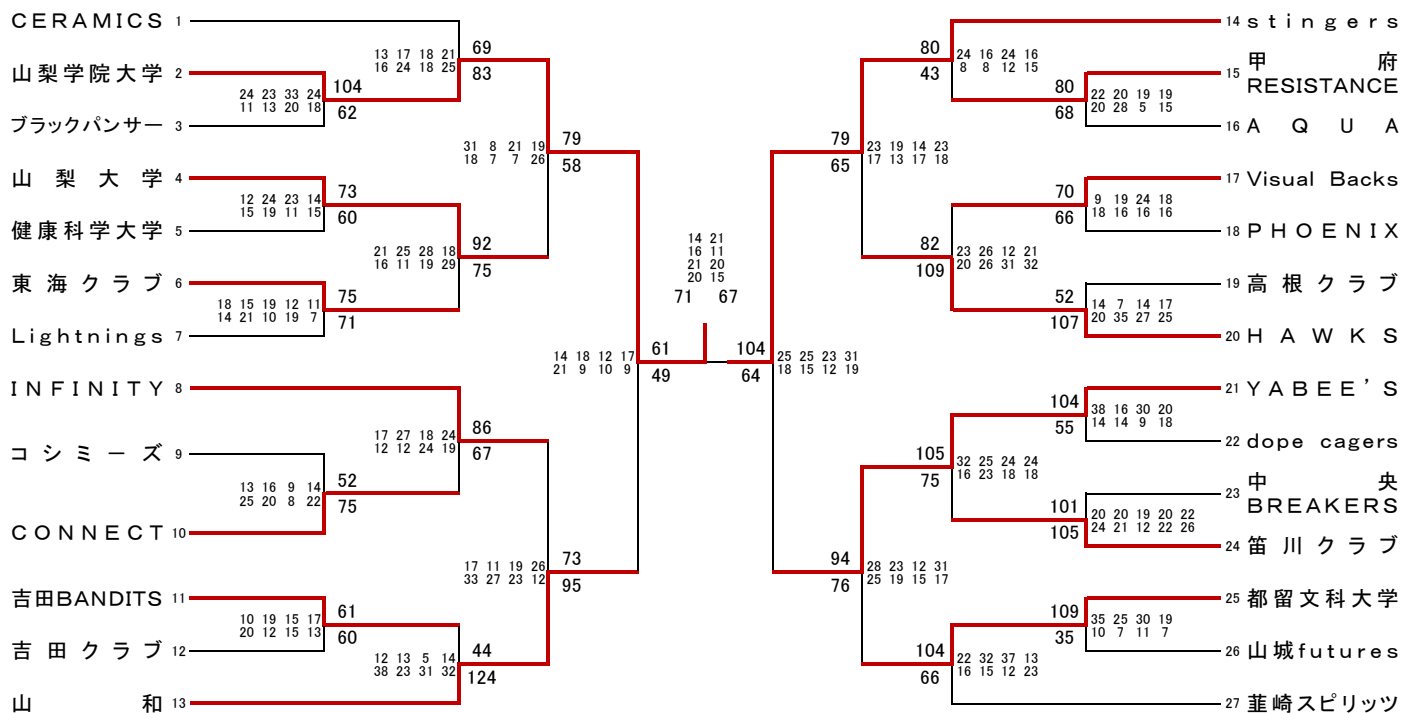 CERAMICS 1
山梨学院大学 2
ブラックパンサー 3
山梨大学 4
健康科学大学 5
東海クラブ 6
Lightnings 7
INFINITY 8
コシミーズ 9
CONNECT 10
吉田BANDITS 11
吉田クラブ 12
山和 13
24 23 33 24
11 13 20 18
104
62
12 24 23 14
15 19 11 15
73
60
18 15 19 12 11
14 21 10 19 7
75
71
13 16 9 14
25 20 8 22
52
75
10 19 15 17
20 12 15 13
61
60
13 17 18 21
16 24 18 25
69
83
21 25 28 18
16 11 19 29
92
75
17 27 18 24
12 12 24 19
86
67
12 13 5 14
38 23 31 32
44
124
31 8 21 19
18 7 7 26
79
58
17 11 19 26
33 27 23 12
73
95
14 18 12 17
21 9 10 9
61
49
14 21
16 11
21 20
20 15
71 67
104
64
25 25 23 31
18 15 12 19
79
65
23 19 14 23
17 13 17 18
94
76
28 23 12 31
25 19 15 17
80
43
24 16 24 16
8 8 12 15
82
109
23 26 12 21
20 26 31 32
105
75
32 25 24 24
16 23 18 18
104
66
22 32 37 13
16 15 12 23
80
68
22 20 19 19
20 28 5 15
70
66
9 19 24 18
18 16 16 16
52
107
14 7 14 17
20 35 27 25
104
55
38 16 30 20
14 14 9 18
101
105
20 20 19 20 22
24 21 12 22 26
109
35
35 25 30 19
10 7 11 7
14 stingers
15 甲府
RESISTANCE
16 AQUA
17 Visual Backs
18 PHOENIX
19 高根クラブ
20 HAWKS
21 YABEE'S
22 dope cagers
23 中央
BREAKERS
24 笛川クラブ
25 都留文科大学
26 山城futures
27 韮崎スピリッツ